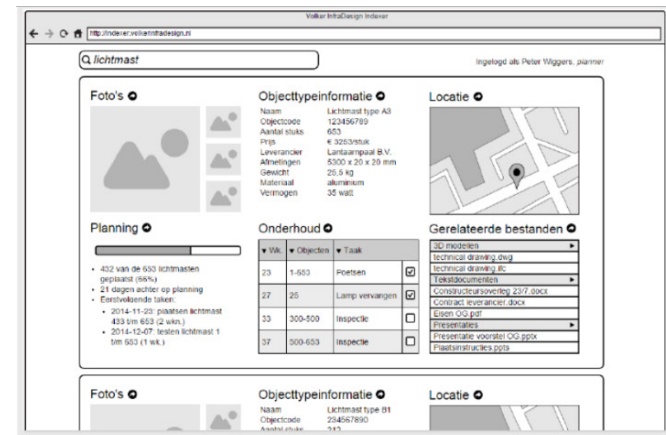 Volker InfraDesign Indexer
http://indexer.volkerinfradesign.nl
lichtmast
Ingelogd als Peter Wiggers, planner
Foto's
Objecttypeinformatie
Naam Lichtmast type A3
Objectcode 123456789
Aantal stuks 653
Prijs € 3253/stuk
Leverancier Lantaarnpaal B.V.
Afmetingen 5300 x 20 x 20 mm
Gewicht 25,5 kg
Materiaal aluminium
Vermogen 35 watt
Locatie
Planning
432 van de 653 lichtmasten
geplaatst (66%)
21 dagen achter op planning
Eerstvolgende taken:
2014-11-23: plaatsen lichtmast
433 t/m 653 (2 wkn.)
2014-12-07: testen lichtmast 1
t/m 653 (1 wk.)
Onderhoud
Wk. Objecten Taak
23 1-653 Poetsen
27 25 Lamp vervangen
33 300-500 Inspectie
37 500-653 Inspectie
Gerelateerde bestanden
3D modellen
technical drawing.dwg
technical drawing.ifc
Tekstdocumenten
Constructeursoverleg 23/7.docx
Contract leverancier.docx
Eisen OG.pdf
Presentaties
Presentatie voorstel OG.pptx
Plaatsinstructies.ppts
Foto's
Objecttypeinformatie
Naam Lichtmast type B1
Objectcode 234567890
Aantal stuks 312
Locatie